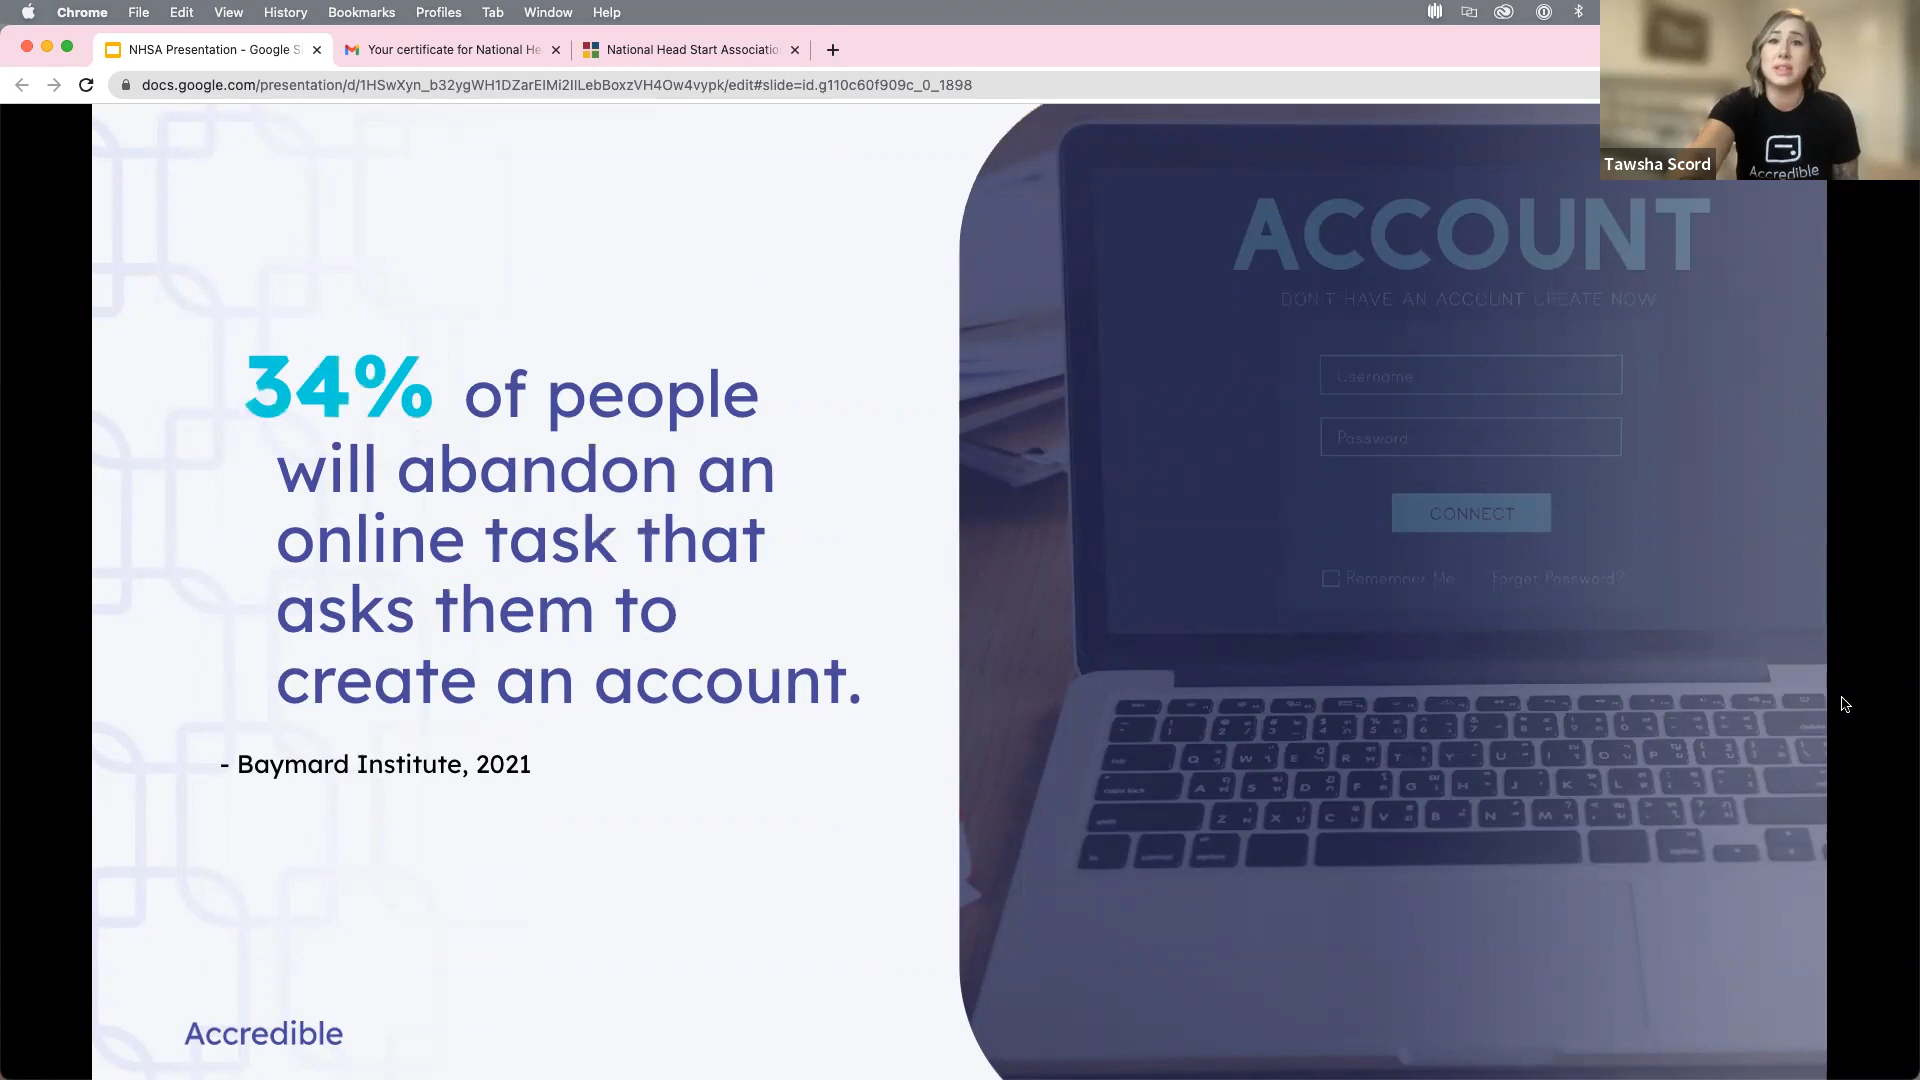 Chrome File Edit View History Bookmarks Profiles Tab Window Help
NHSA Presentation - Google S
Your certificate for National He
National Head Start Associatio
docs.google.com/presentation/d/1HSwXyn_b32ygWH1DZarEIMi2IlLebBoxzVH4Ow4vypk/edit#slide=id.g110c60f909c_0_1898
Tawsha Scord
Accredible
34% of people
will abandon an
online task that
asks them to
create an account.
- Baymard Institute, 2021
Accredible
ACCOUNT
DON'T HAVE AN ACCOUNT CREATE NOW
Username
Password
CONNECT
Remember Me Forget Password?